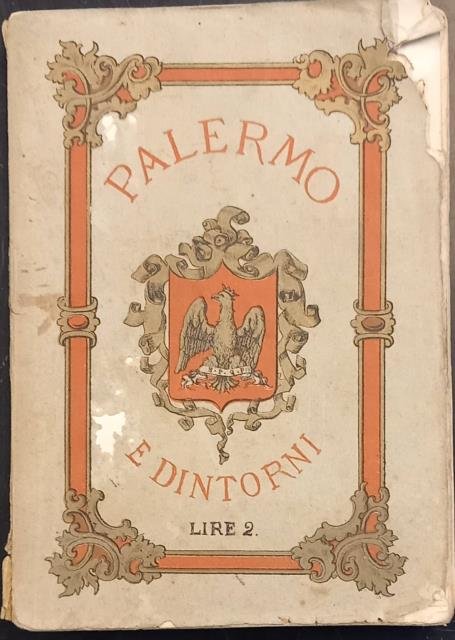 PALERMO
E DINTORNI
LIRE 2.